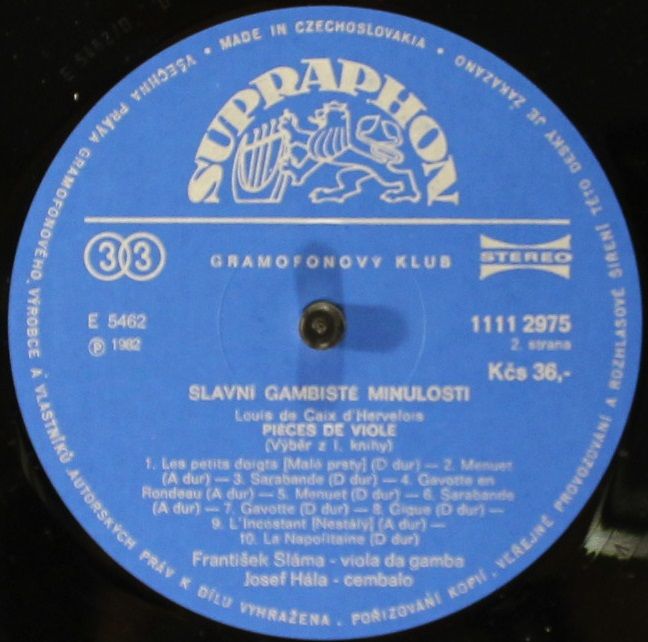 VŠECHNA PRÁVA GRAMOFONOVÉHO VÝROBCE A VLASTNÍKŮ AUTORSKÝCH PRÁV K DÍLU VYHRAŽENA. POŘIZOVÁNÍ KOPIÍ, VEŘEJNÉ PROVOZOVÁNÍ A ROZHLASOVÉ ŠÍŘENÍ TÉTO DESKY JE ZAKÁZÁNO • MADE IN CZECHOSLOVAKIA •
SUPRAPHON
33
GRAMOFONOVÝ KLUB
STEREO
E 5462
1111 2975
Ⓟ 1982
2. strana
Kčs 36,-
SLAVNÍ GAMBISTÉ MINULOSTI
Louis de Caix d'Hervelois
PIÈCES DE VIOLE
(Výběr z I. knihy)
1. Les petits doigts [Malé prsty] (D dur) — 2. Menuet
(A dur) — 3. Sarabande (D dur) — 4. Gavotte en
Rondeau (A dur) — 5. Menuet (D dur) — 6. Sarabande
(A dur) — 7. Gavotte (D dur) — 8. Gigue (D dur) —
9. L'Incostant [Nestálý] (A dur) —
10. La Napolitaine (D dur)
František Sláma - viola da gamba
Josef Hála - cembalo